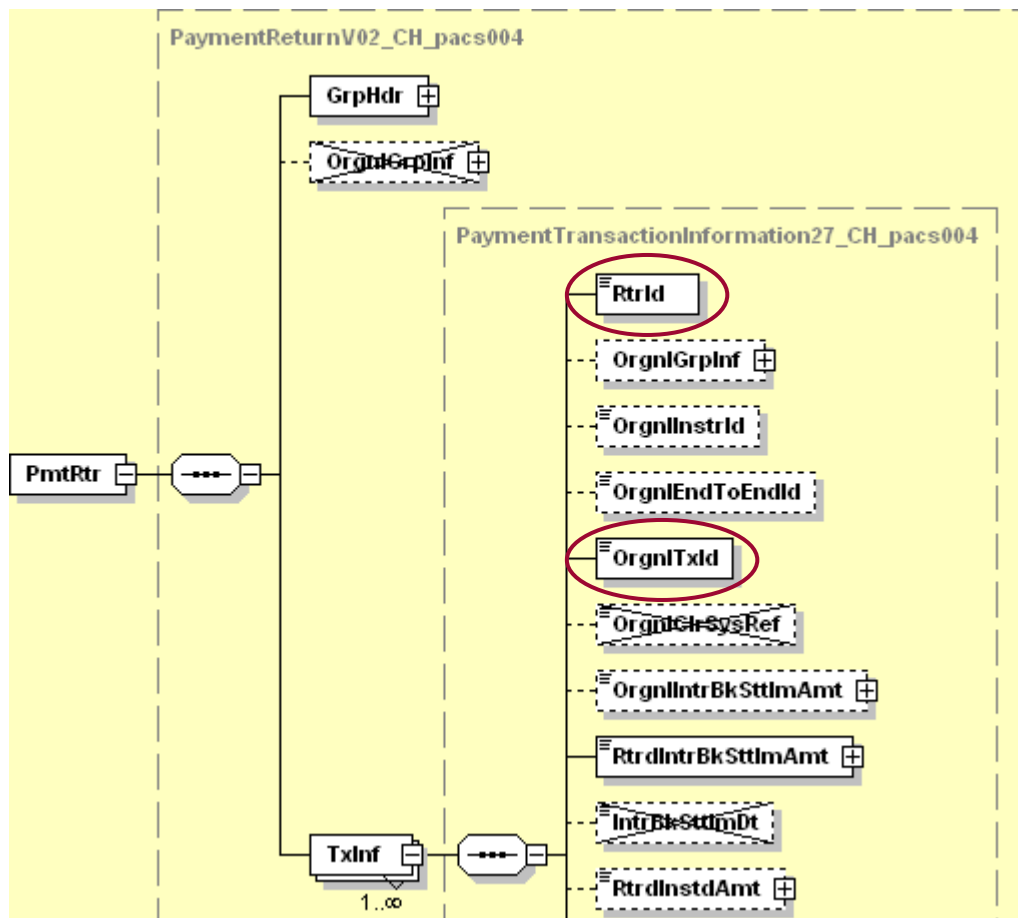 PaymentReturnV02_CH_pacs004
GrpHdr
OrgnlGrpInf
PaymentTransactionInformation27_CH_pacs004
RtrId
OrgnlGrpInf
OrgnlInstrId
OrgnlEndToEndId
PmtRtr
OrgnlTxId
OrgnlClrSysRef
OrgnlIntrBkSttlmAmt
RtrdIntrBkSttlmAmt
IntrBkSttlmDt
TxInf
RtrdInstdAmt
1..∞